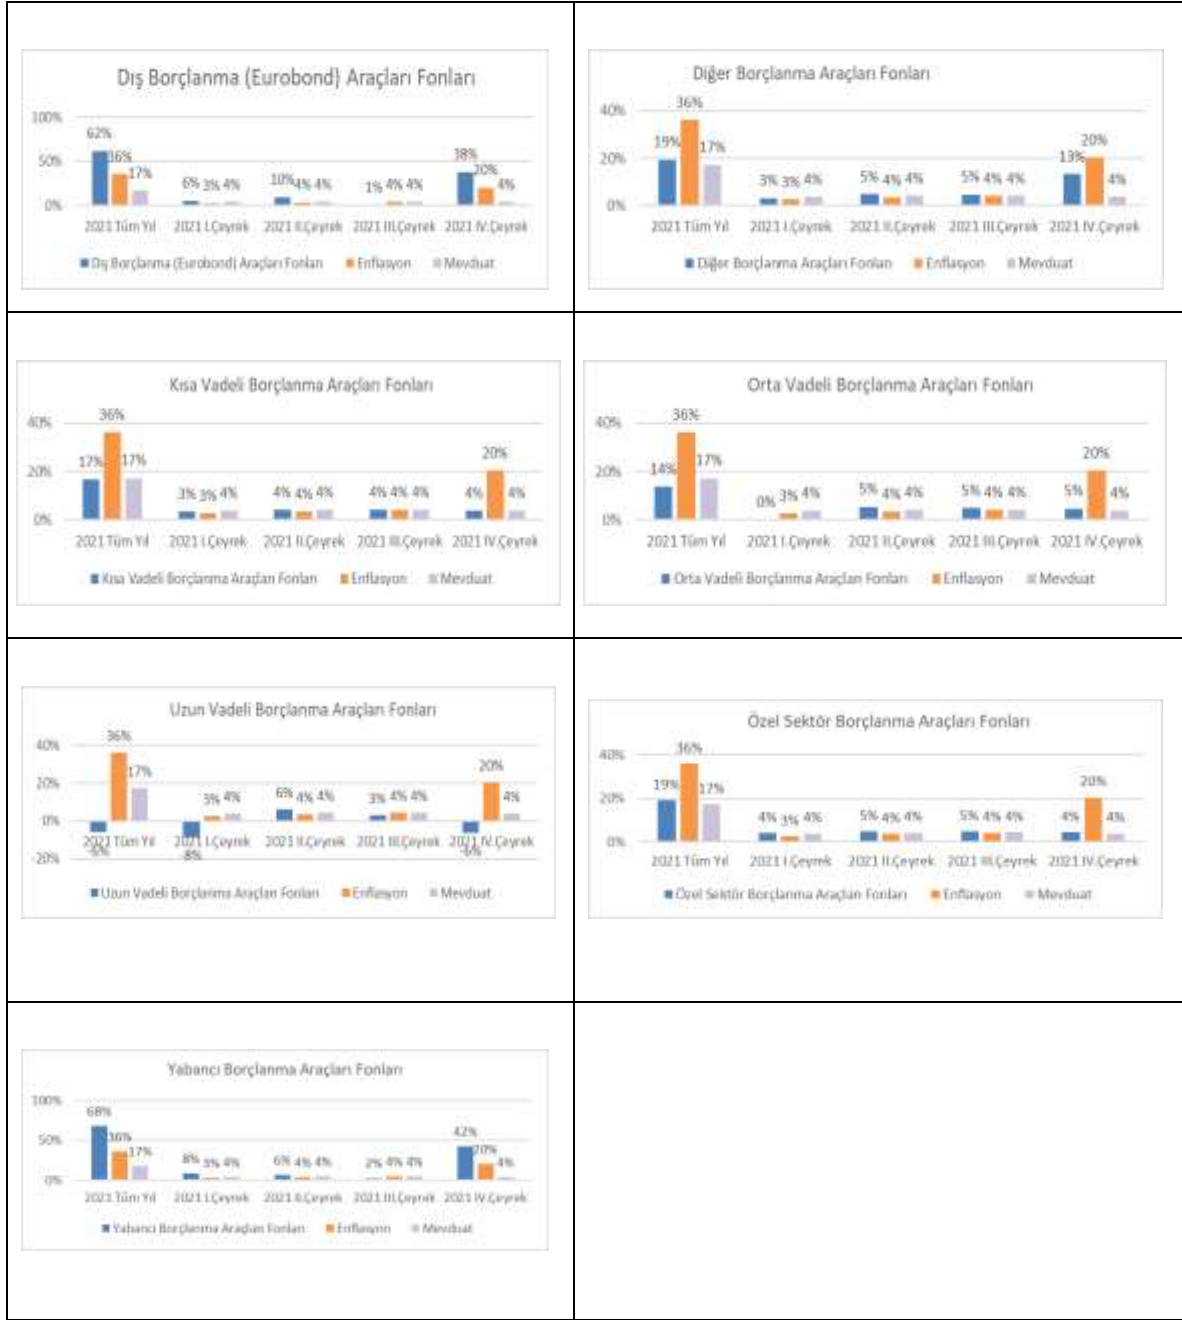 Dış Borçlanma (Eurobond) Araçları Fonları
100%
50%
0%
62% 36% 17%
6% 3% 4%
10% 4% 4%
1% 4% 4%
38% 20% 4%
2021 Tüm Yıl 2021 I.Çeyrek 2021 II.Çeyrek 2021 III.Çeyrek 2021 IV.Çeyrek
Dış Borçlanma (Eurobond) Araçları Fonları Enflasyon Mevduat
Diğer Borçlanma Araçları Fonları
40%
20%
0%
19% 36% 17%
3% 3% 4%
5% 4% 4%
5% 4% 4%
13% 20% 4%
2021 Tüm Yıl 2021 I.Çeyrek 2021 II.Çeyrek 2021 III.Çeyrek 2021 IV.Çeyrek
Diğer Borçlanma Araçları Fonları Enflasyon Mevduat
Kısa Vadeli Borçlanma Araçları Fonları
40%
20%
0%
17% 36% 17%
3% 3% 4%
4% 4% 4%
4% 4% 4%
4% 20% 4%
2021 Tüm Yıl 2021 I.Çeyrek 2021 II.Çeyrek 2021 III.Çeyrek 2021 IV.Çeyrek
Kısa Vadeli Borçlanma Araçları Fonları Enflasyon Mevduat
Orta Vadeli Borçlanma Araçları Fonları
40%
20%
0%
14% 36% 17%
0% 3% 4%
5% 4% 4%
5% 4% 4%
5% 20% 4%
2021 Tüm Yıl 2021 I.Çeyrek 2021 II.Çeyrek 2021 III.Çeyrek 2021 IV.Çeyrek
Orta Vadeli Borçlanma Araçları Fonları Enflasyon Mevduat
Uzun Vadeli Borçlanma Araçları Fonları
40%
20%
0%
-20%
-6% 36% 17%
-8% 3% 4%
6% 4% 4%
3% 4% 4%
-6% 20% 4%
2021 Tüm Yıl 2021 I.Çeyrek 2021 II.Çeyrek 2021 III.Çeyrek 2021 IV.Çeyrek
Uzun Vadeli Borçlanma Araçları Fonları Enflasyon Mevduat
Özel Sektör Borçlanma Araçları Fonları
40%
20%
0%
19% 36% 17%
4% 3% 4%
5% 4% 4%
5% 4% 4%
4% 20% 4%
2021 Tüm Yıl 2021 I.Çeyrek 2021 II.Çeyrek 2021 III.Çeyrek 2021 IV.Çeyrek
Özel Sektör Borçlanma Araçları Fonları Enflasyon Mevduat
Yabancı Borçlanma Araçları Fonları
100%
50%
0%
68% 36% 17%
8% 3% 4%
6% 4% 4%
2% 4% 4%
42% 20% 4%
2021 Tüm Yıl 2021 I.Çeyrek 2021 II.Çeyrek 2021 III.Çeyrek 2021 IV.Çeyrek
Yabancı Borçlanma Araçları Fonları Enflasyon Mevduat